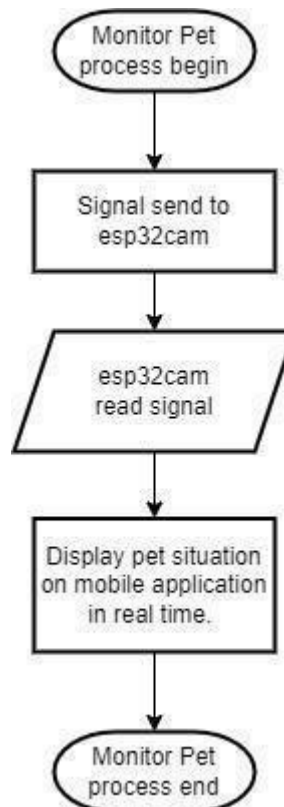 Monitor Pet
process begin
Signal send to
esp32cam
esp32cam
read signal
Display pet situation
on mobile application
in real time.
Monitor Pet
process end